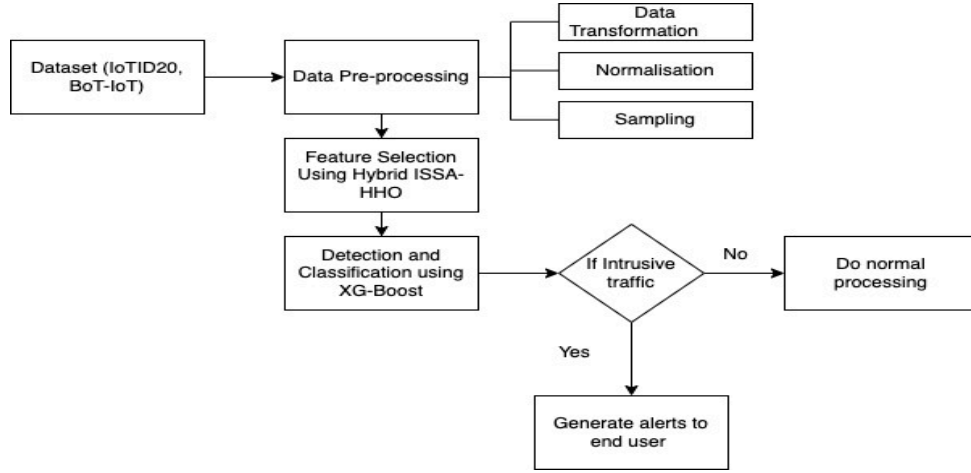 Dataset (IoTID20,
BoT-IoT)
Data Pre-processing
Data
Transformation
Normalisation
Sampling
Feature Selection
Using Hybrid ISSA-
HHO
Detection and
Classification using
XG-Boost
If Intrusive
traffic
No
Do normal
processing
Yes
Generate alerts to
end user